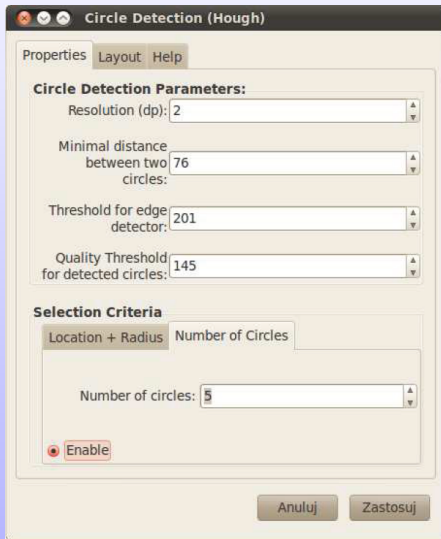 Circle Detection (Hough)
Properties Layout Help
Circle Detection Parameters:
Resolution (dp): 2
Minimal distance
between two 76
circles:
Threshold for edge
detector: 201
Quality Threshold
for detected circles: 145
Selection Criteria
Location + Radius Number of Circles
Number of circles: 5
Enable
Anuluj Zastosuj